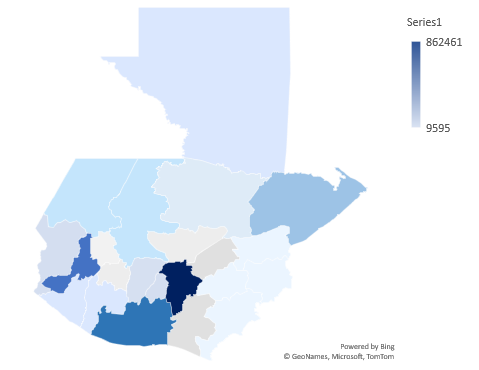 Series1
862461
9595
Powered by Bing
© GeoNames, Microsoft, TomTom